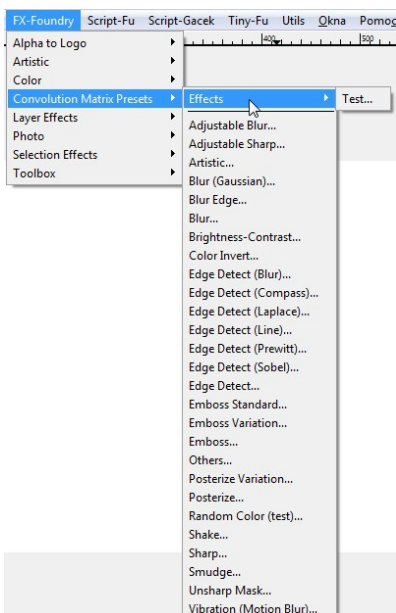 FX-Foundry Script-Fu Script-Gacek Tiny-Fu Utils Okna Pomoc
400 500
Alpha to Logo
Artistic
Color
Convolution Matrix Presets
Layer Effects
Photo
Selection Effects
Toolbox
Effects
Adjustable Blur...
Adjustable Sharp...
Artistic...
Blur (Gaussian)...
Blur Edge...
Blur...
Brightness-Contrast...
Color Invert...
Edge Detect (Blur)...
Edge Detect (Compass)...
Edge Detect (Laplace)...
Edge Detect (Line)...
Edge Detect (Prewitt)...
Edge Detect (Sobel)...
Edge Detect...
Emboss Standard...
Emboss Variation...
Emboss...
Others...
Posterize Variation...
Posterize...
Random Color (test)...
Shake...
Sharp...
Smudge...
Unsharp Mask...
Vibration (Motion Blur)...
Test...